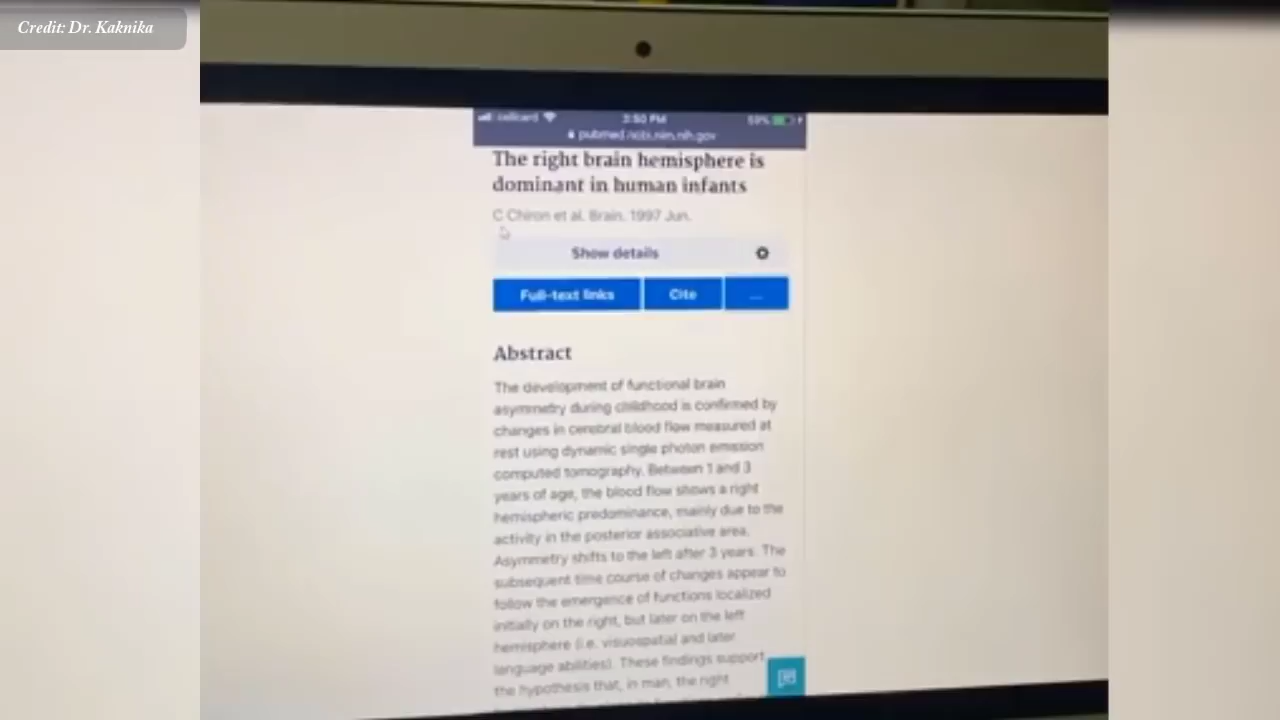 Credit: Dr. Kaknika
cellcard
3:50 PM
59%
pubmed.ncbi.nlm.nih.gov
The right brain hemisphere is
dominant in human infants
C Chiron et al. Brain. 1997 Jun.
Show details
Full-text links
Cite
...
Abstract
The development of functional brain
asymmetry during childhood is confirmed by
changes in cerebral blood flow measured at
rest using dynamic single photon emission
computed tomography. Between 1 and 3
years of age, the blood flow shows a right
hemispheric predominance, mainly due to the
activity in the posterior associative area.
Asymmetry shifts to the left after 3 years. The
subsequent time course of changes appear to
follow the emergence of functions localized
initially on the right, but later on the left
hemisphere (i.e. visuospatial and later
language abilities). These findings support
the hypothesis that, in man, the right